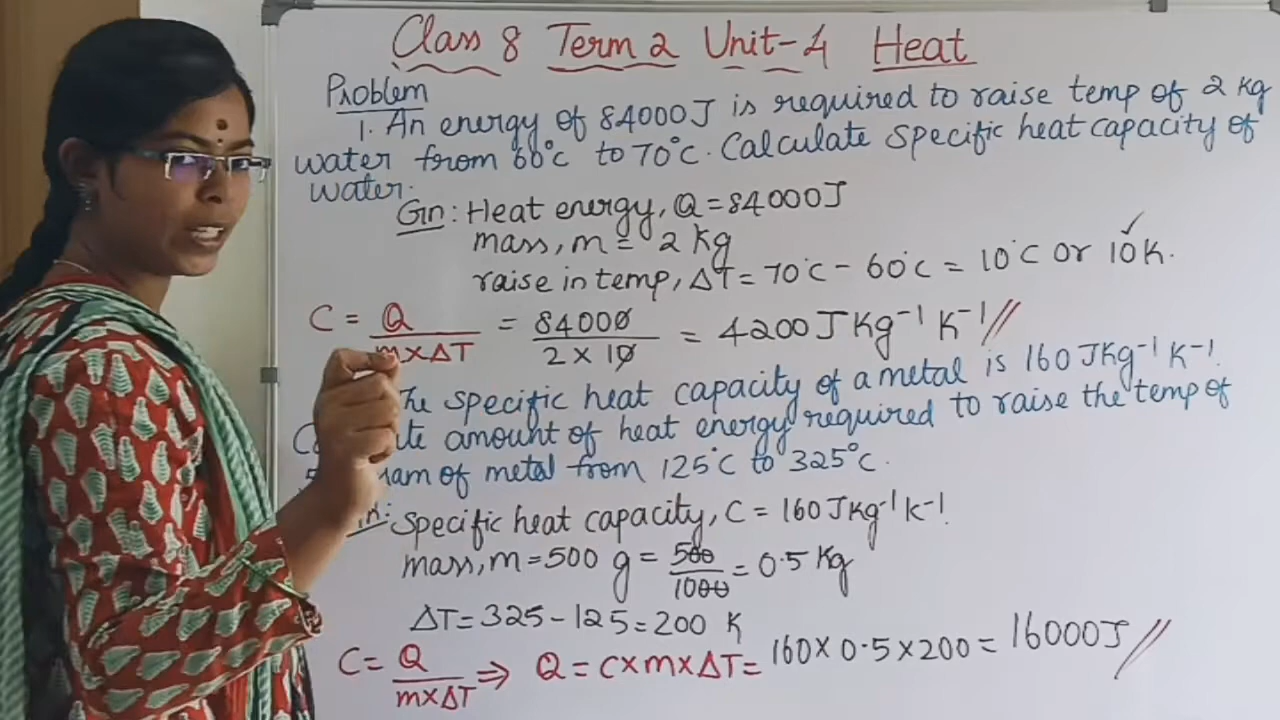 Class 8 Term 2 Unit-4 Heat
Problem
1. An energy of 84000J is required to raise temp of 2 kg
water from 60°c to 70°c. Calculate specific heat capacity of
water.
Gn: Heat energy, Q = 84000J
mass, m = 2 kg
raise in temp, ΔT = 70°c - 60°c = 10°c or 10K.
C = Q / m×ΔT = 84000 / 2 × 10 = 4200 J Kg⁻¹ K⁻¹ //
The specific heat capacity of a metal is 160 JKg⁻¹ K⁻¹.
amount of heat energy required to raise the temp of
of metal from 125°c to 325°c.
Specific heat capacity, C = 160 JKg⁻¹ k⁻¹
mass, m = 500 g = 500 / 1000 = 0.5 Kg
ΔT = 325 - 125 = 200 K
C = Q / m×ΔT ⇒ Q = C×m×ΔT = 160 × 0.5 × 200 = 16000J //